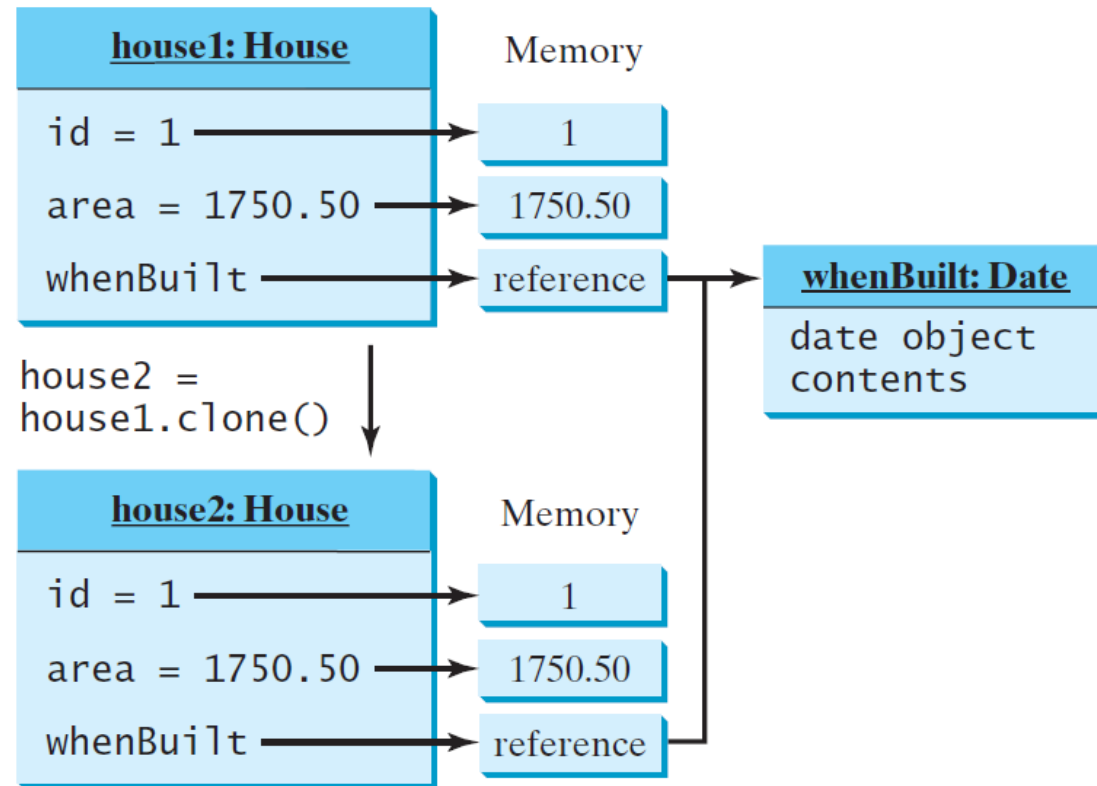 house1: House
Memory
id = 1
1
area = 1750.50
1750.50
whenBuilt
reference
whenBuilt: Date
date object
contents
house2 =
house1.clone()
house2: House
Memory
id = 1
1
area = 1750.50
1750.50
whenBuilt
reference